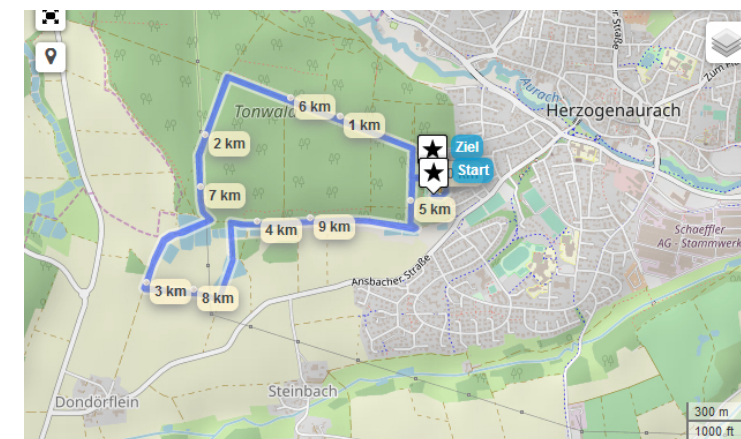 Straße
Zum Flu
Aurach
Herzogenaurach
Tonwald
6 km
1 km
2 km
Ziel
Start
7 km
5 km
4 km
9 km
Ansbacher Straße
Schaeffler
AG - Stammwerk
3 km
8 km
Steinbach
Dondörflein
300 m
1000 ft